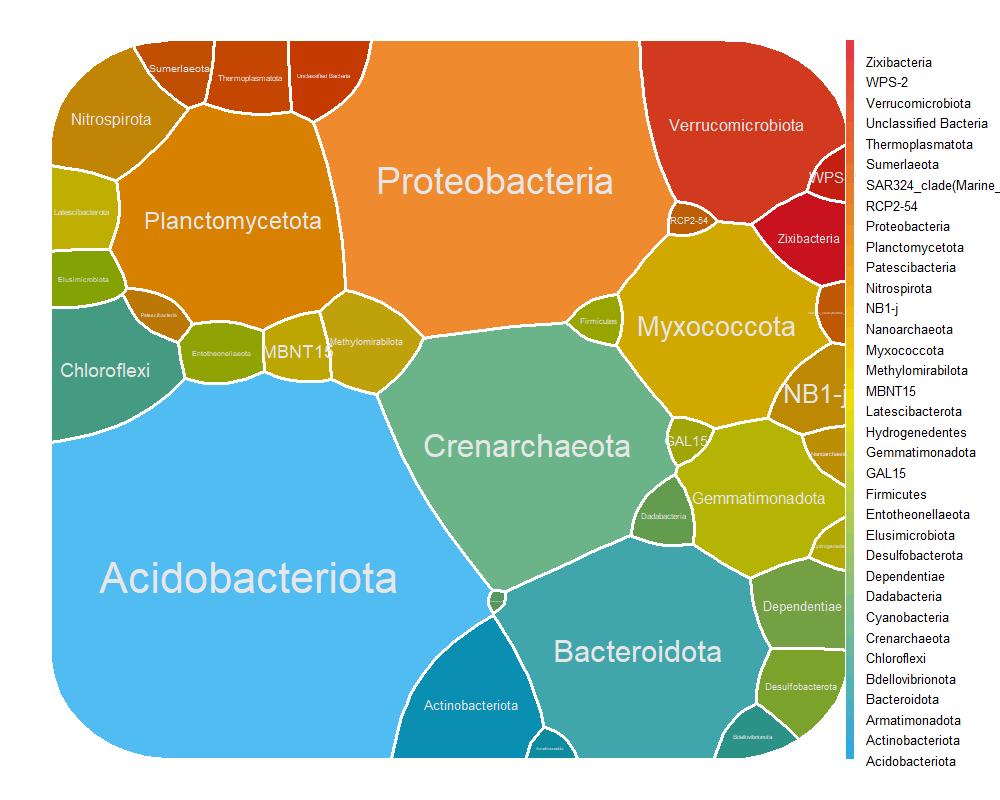 Sumerlaeota
Thermoplasmatota
Unclassified Bacteria
Nitrospirota
Verrucomicrobiota
Proteobacteria
WPS-
Latescibacterota
Planctomycetota
RCP2-54
Zixibacteria
Elusimicrobiota
Patescibacteria
Firmicutes
Myxococcota
Methylomirabilota
Entotheonellaeota
MBNT15
Chloroflexi
NB1-j
Crenarchaeota
GAL15
Nanoarchaeota
Gemmatimonadota
Dadabacteria
Acidobacteriota
Dependentiae
Bacteroidota
Desulfobacterota
Actinobacteriota
Bdellovibrionota
Armatimonadota
Zixibacteria
WPS-2
Verrucomicrobiota
Unclassified Bacteria
Thermoplasmatota
Sumerlaeota
SAR324_clade(Marine_
RCP2-54
Proteobacteria
Planctomycetota
Patescibacteria
Nitrospirota
NB1-j
Nanoarchaeota
Myxococcota
Methylomirabilota
MBNT15
Latescibacterota
Hydrogenedentes
Gemmatimonadota
GAL15
Firmicutes
Entotheonellaeota
Elusimicrobiota
Desulfobacterota
Dependentiae
Dadabacteria
Cyanobacteria
Crenarchaeota
Chloroflexi
Bdellovibrionota
Bacteroidota
Armatimonadota
Actinobacteriota
Acidobacteriota